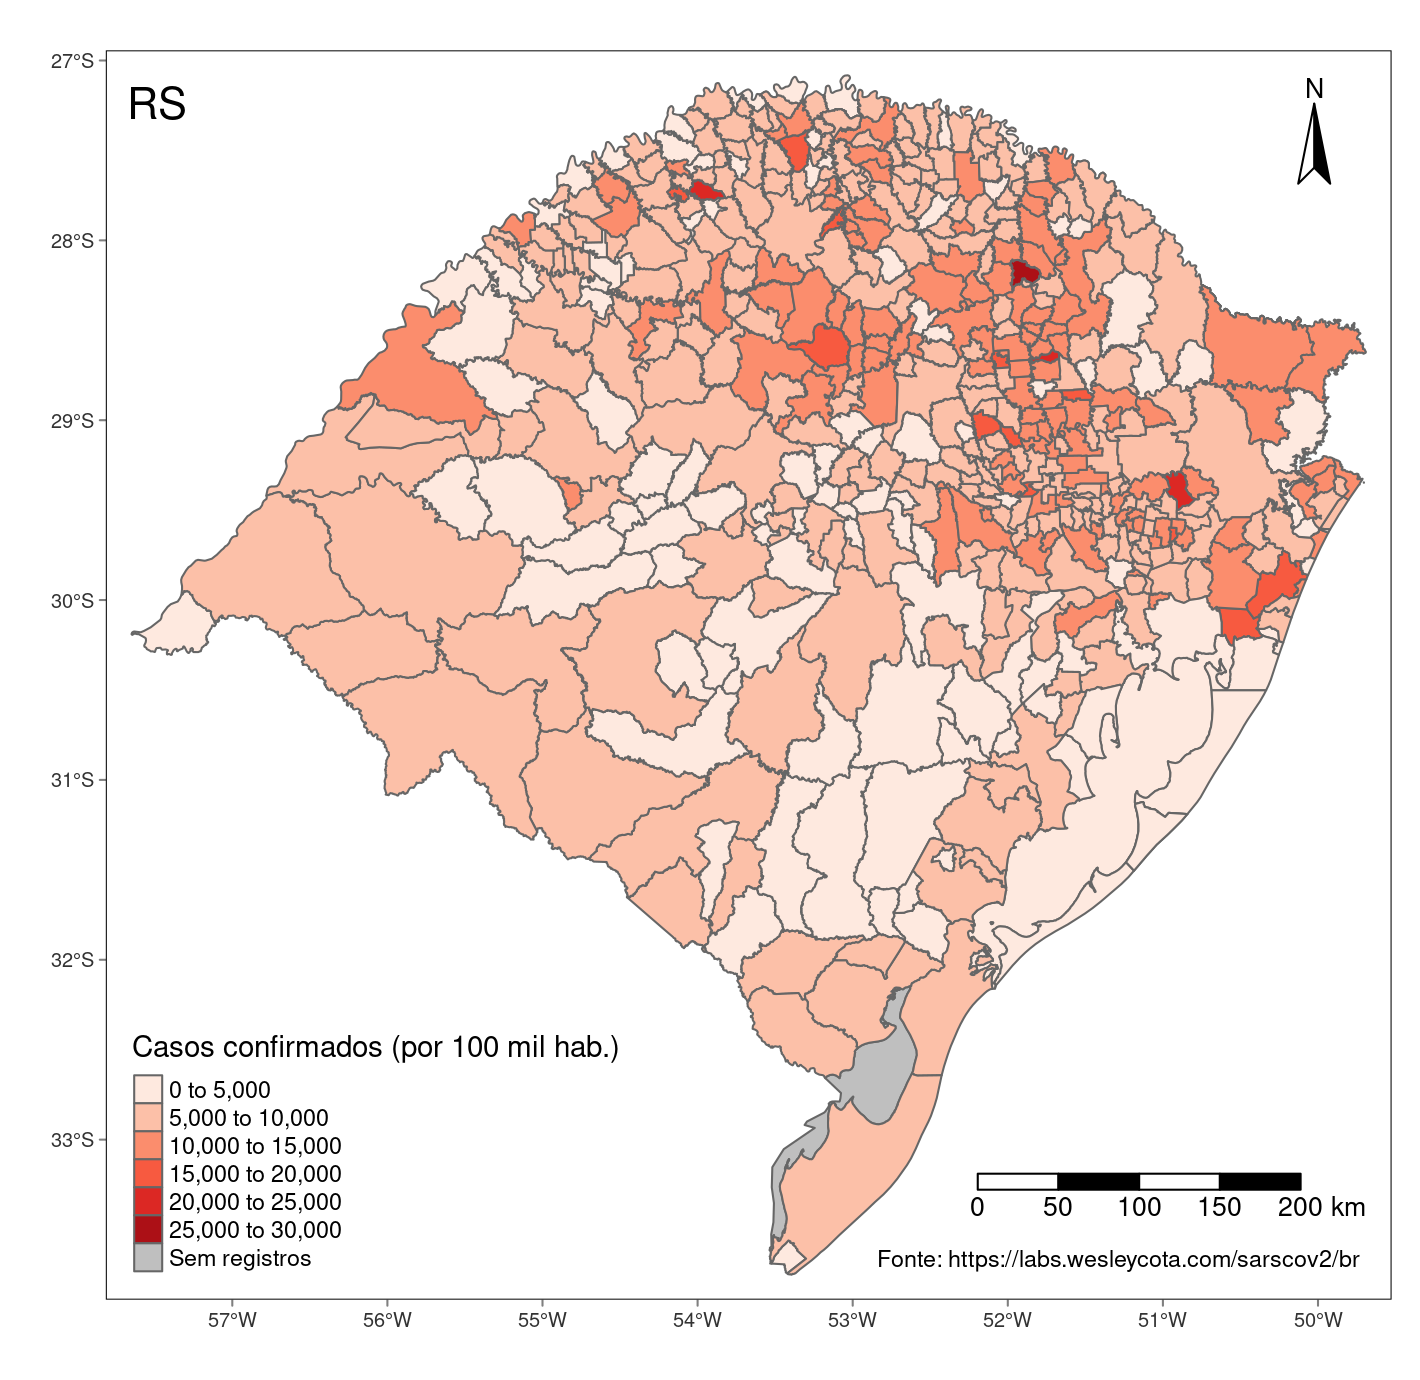 27°S
RS
N
28°S
29°S
30°S
31°S
32°S
33°S
Casos confirmados (por 100 mil hab.)
0 to 5,000
5,000 to 10,000
10,000 to 15,000
15,000 to 20,000
20,000 to 25,000
25,000 to 30,000
Sem registros
0 50 100 150 200 km
Fonte: https://labs.wesleycota.com/sarscov2/br
57°W 56°W 55°W 54°W 53°W 52°W 51°W 50°W